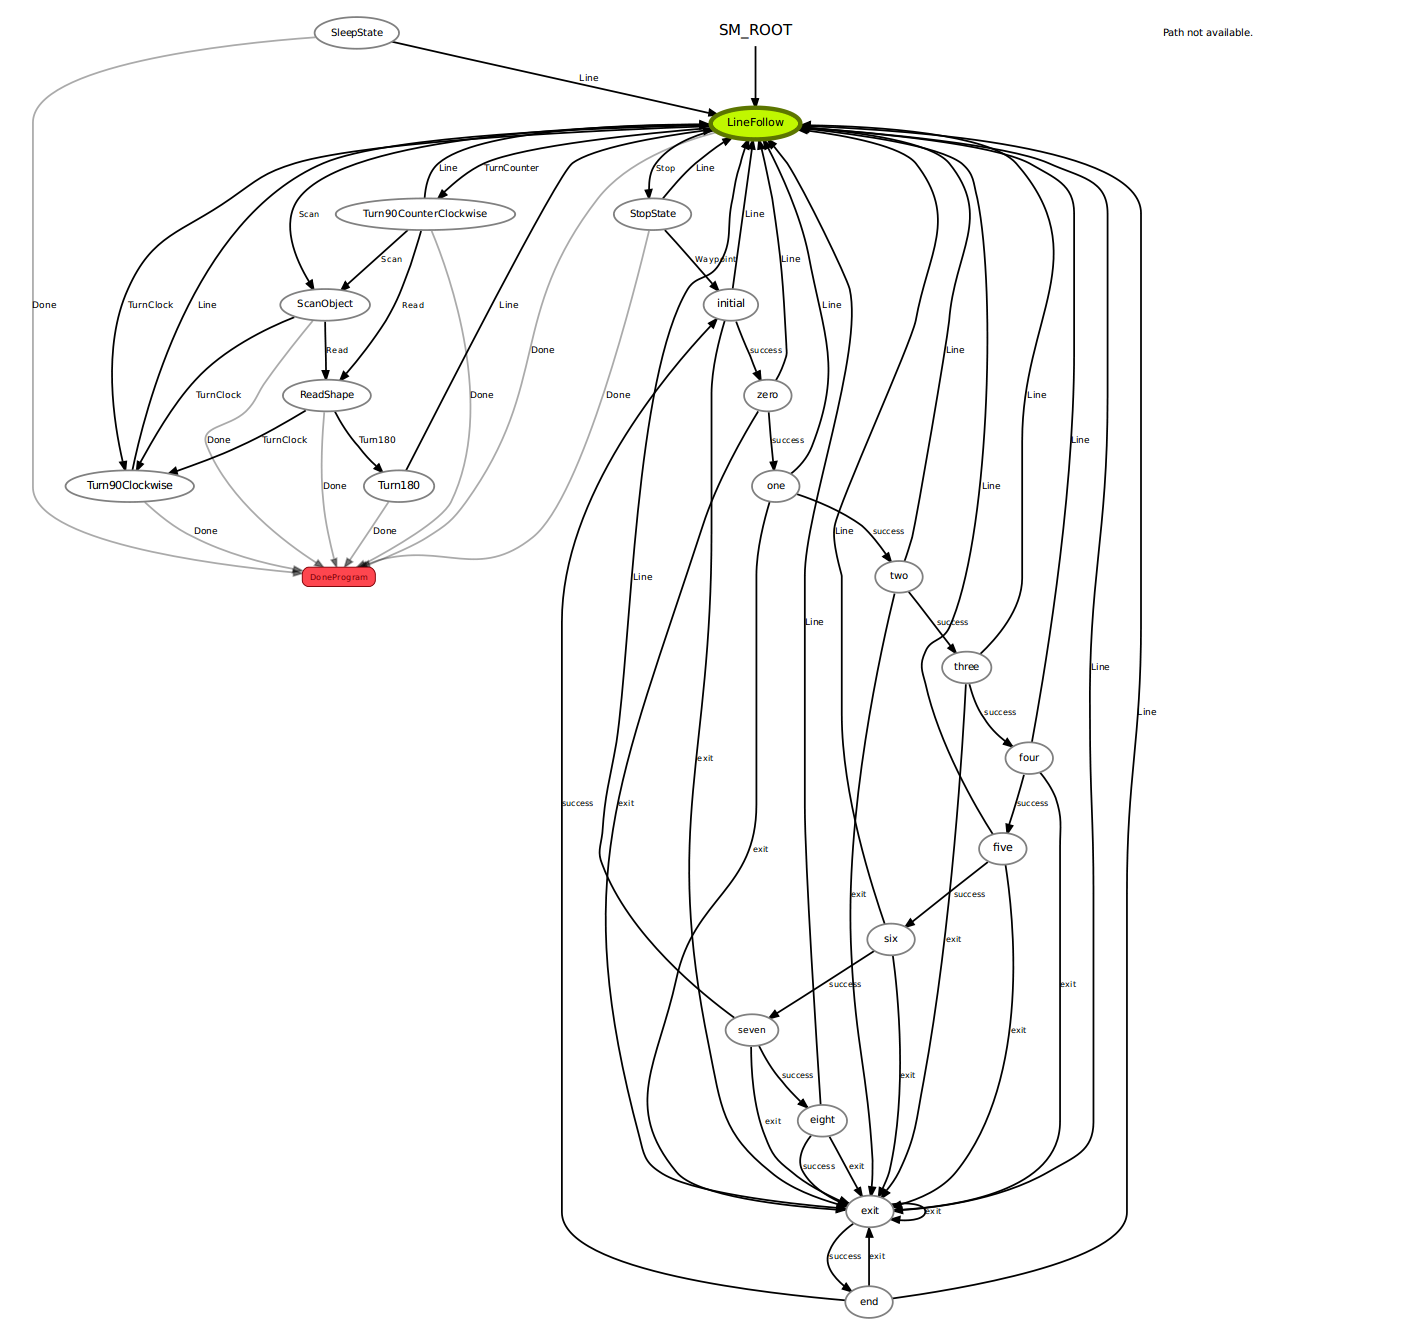 SM_ROOT
SleepState
Path not available.
Line
LineFollow
Line
TurnCounter
Stop
Line
Scan
Turn90CounterClockwise
StopState
Line
Scan
Waypoint
Line
Done
TurnClock
Line
ScanObject
Read
Line
initial
Line
Read
Done
success
Line
TurnClock
ReadShape
Done
Done
zero
Line
Done
TurnClock
Turn180
success
Line
Turn90Clockwise
Done
Turn180
one
Line
Done
Done
Line
success
DoneProgram
Line
two
Line
success
three
Line
success
Line
exit
four
success
exit
success
exit
five
exit
success
six
exit
success
exit
seven
exit
success
exit
exit
eight
success
exit
exit
exit
success
exit
end